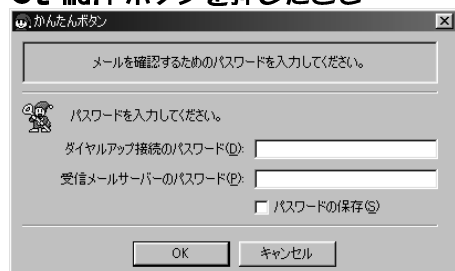 かんたんボタン
メールを確認するためのパスワードを入力してください。
パスワードを入力してください。
ダイヤルアップ接続のパスワード(D):
受信メールサーバーのパスワード(P):
パスワードの保存(S)
OK キャンセル